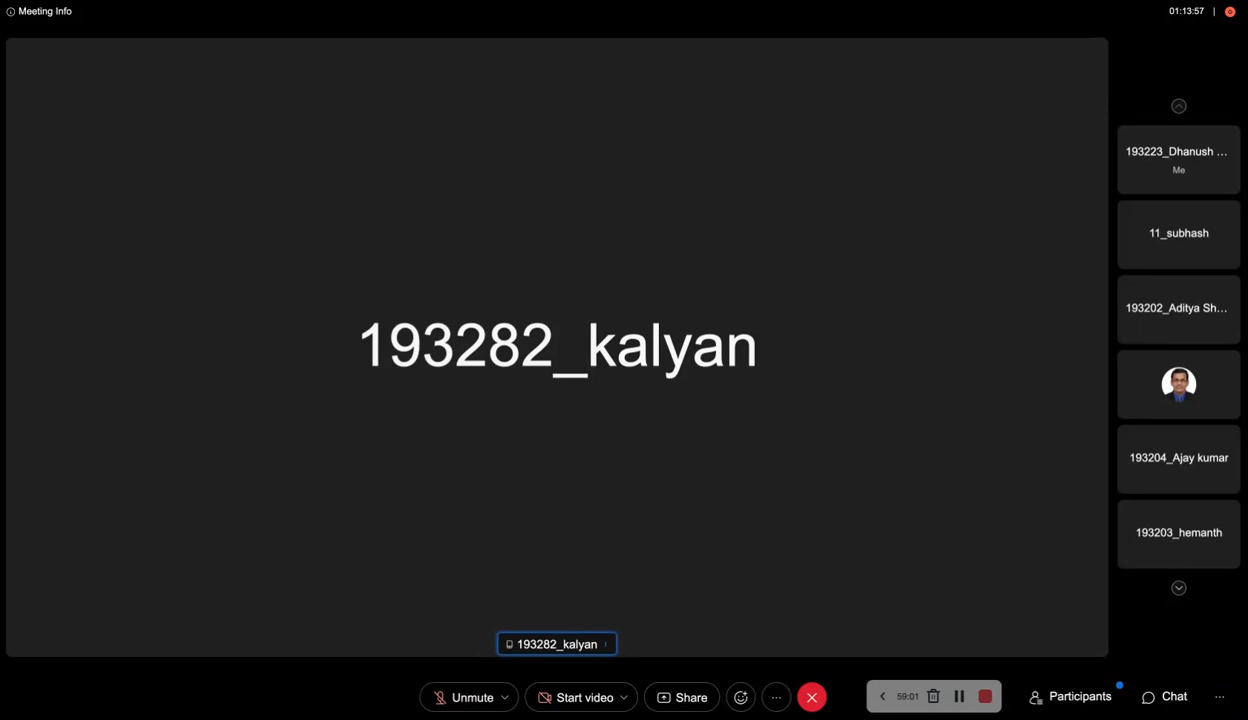 Meeting Info
01:13:57
193282_kalyan
193223_Dhanush ...
Me
11_subhash
193202_Aditya Sh...
193204_Ajay kumar
193203_hemanth
193282_kalyan
Unmute
Start video
Share
59:01
Participants
Chat